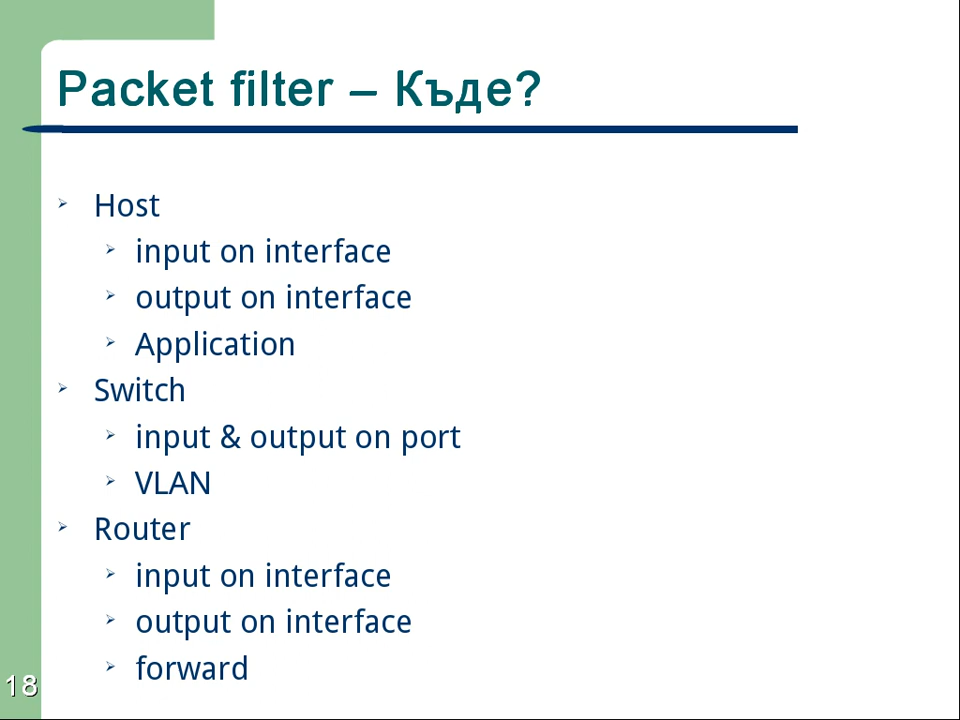 Packet filter – Къде?
Host
input on interface
output on interface
Application
Switch
input & output on port
VLAN
Router
input on interface
output on interface
forward
18